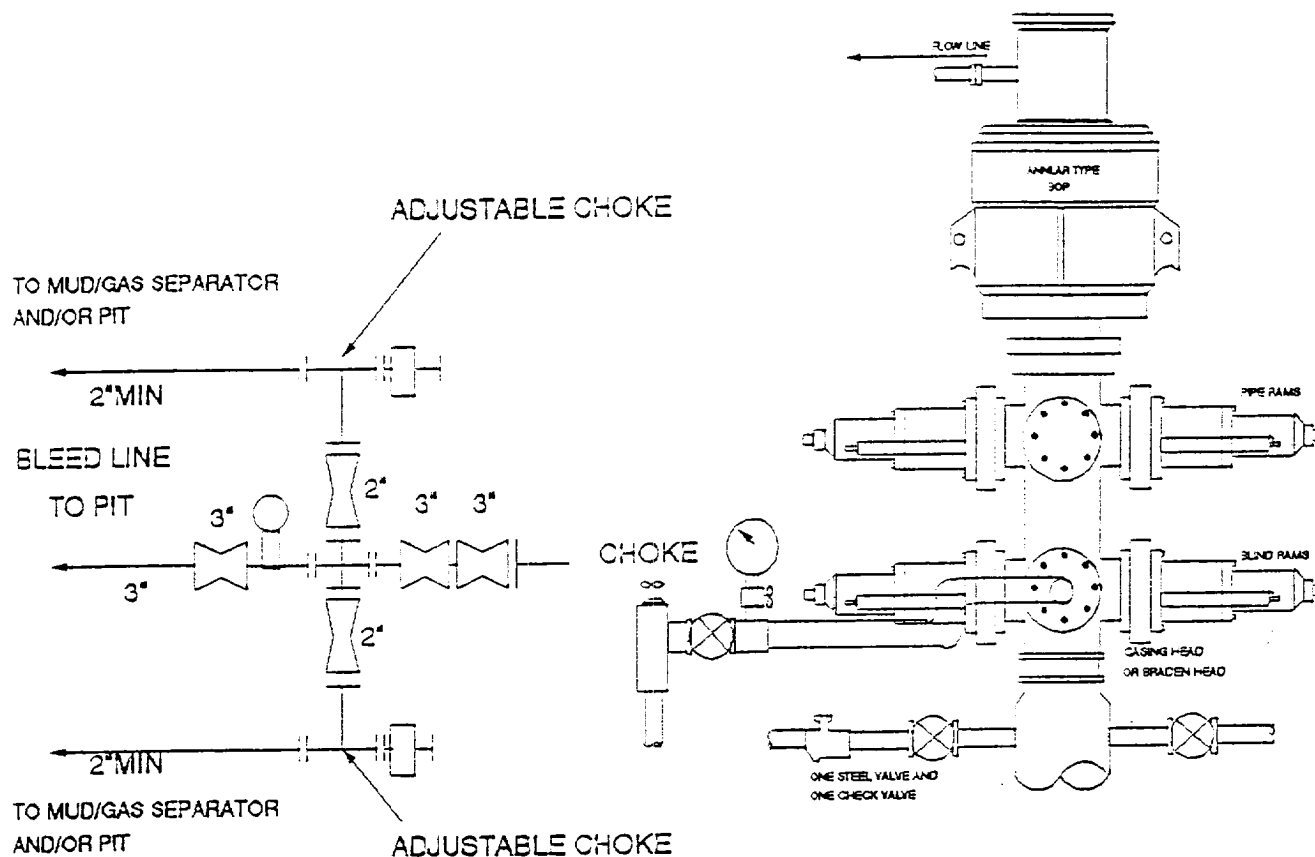 FLOW LINE
ANNLAR TYPE
BOP
ADJUSTABLE CHOKE
TO MUD/GAS SEPARATOR
AND/OR PIT
2" MIN
BLEED LINE
TO PIT
3"
2"
3"
3"
3"
2"
2" MIN
TO MUD/GAS SEPARATOR
AND/OR PIT
ADJUSTABLE CHOKE
PIPE RAMS
CHOKE
BLIND RAMS
CASING HEAD
OR BRADEN HEAD
ONE STEEL VALVE AND
ONE CHECK VALVE